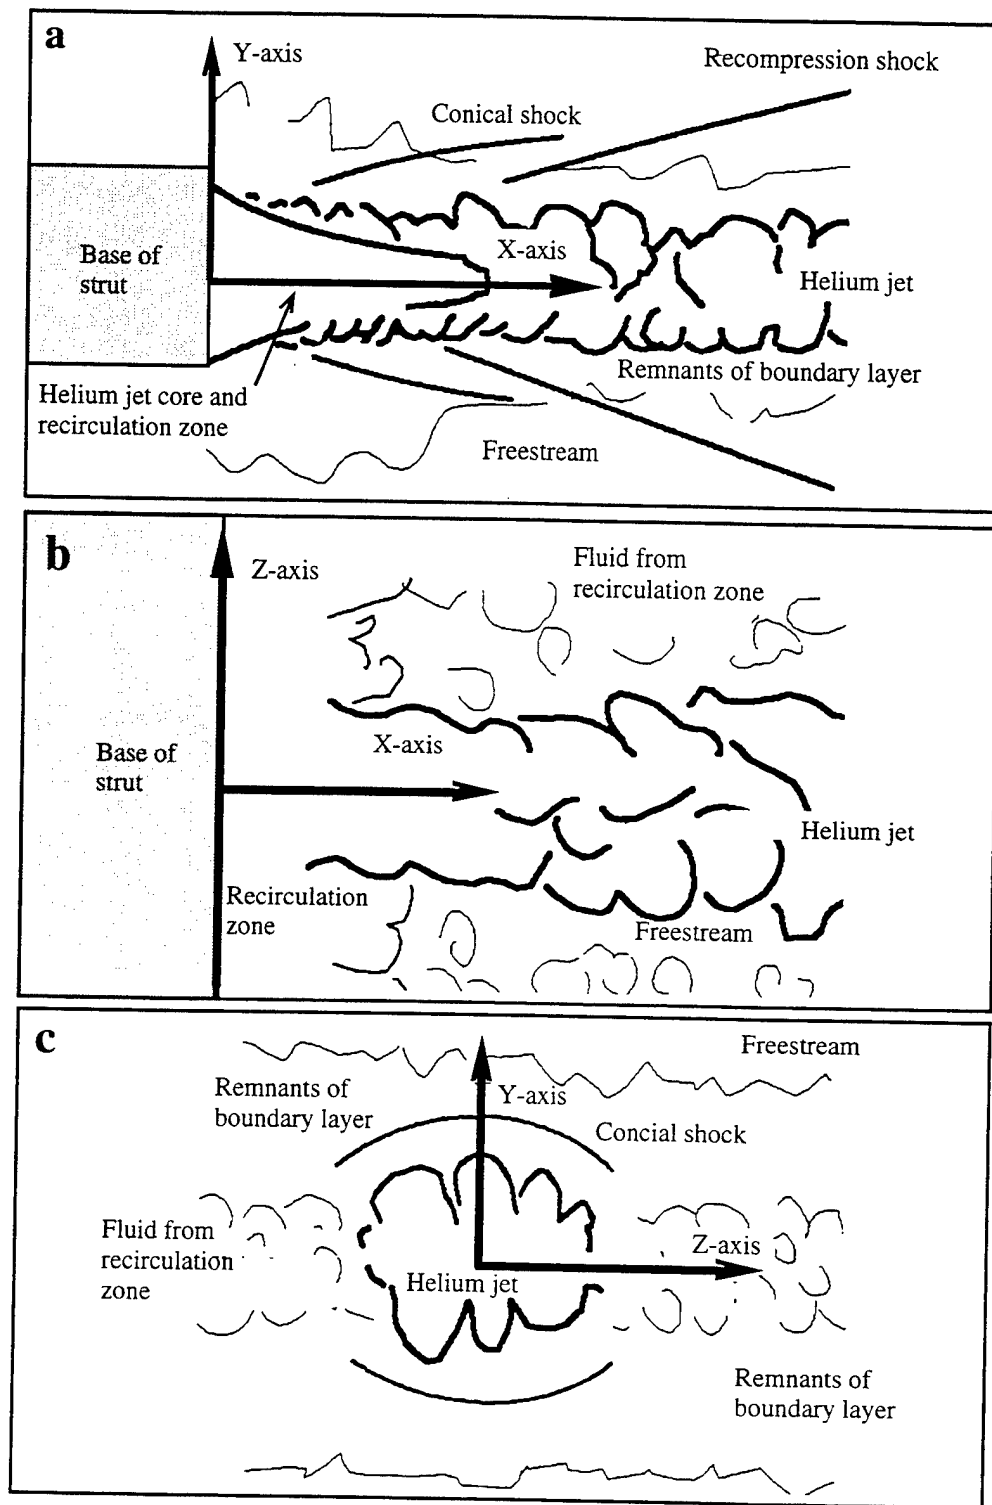 a
Y-axis
Recompression shock
Conical shock
X-axis
Base of
strut
Helium jet
Remnants of boundary layer
Helium jet core and
recirculation zone
Freestream
b
Z-axis
Fluid from
recirculation zone
X-axis
Base of
strut
Helium jet
Recirculation
zone
Freestream
c
Freestream
Remnants of
boundary layer
Y-axis
Concial shock
Fluid from
recirculation
zone
Z-axis
Helium jet
Remnants of
boundary layer